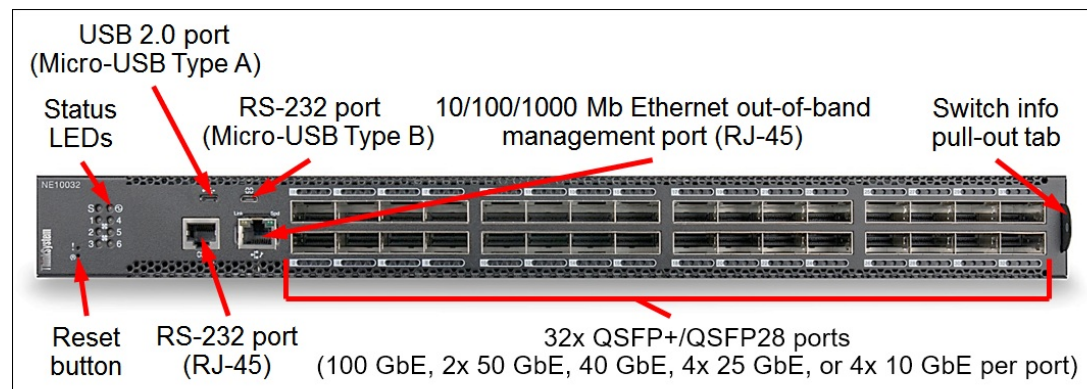 USB 2.0 port
(Micro-USB Type A)
Status
LEDs
RS-232 port
(Micro-USB Type B)
10/100/1000 Mb Ethernet out-of-band
management port (RJ-45)
Switch info
pull-out tab
NE10032
S
1 4
2 5
3 6
Reset
button
RS-232 port
(RJ-45)
32x QSFP+/QSFP28 ports
(100 GbE, 2x 50 GbE, 40 GbE, 4x 25 GbE, or 4x 10 GbE per port)